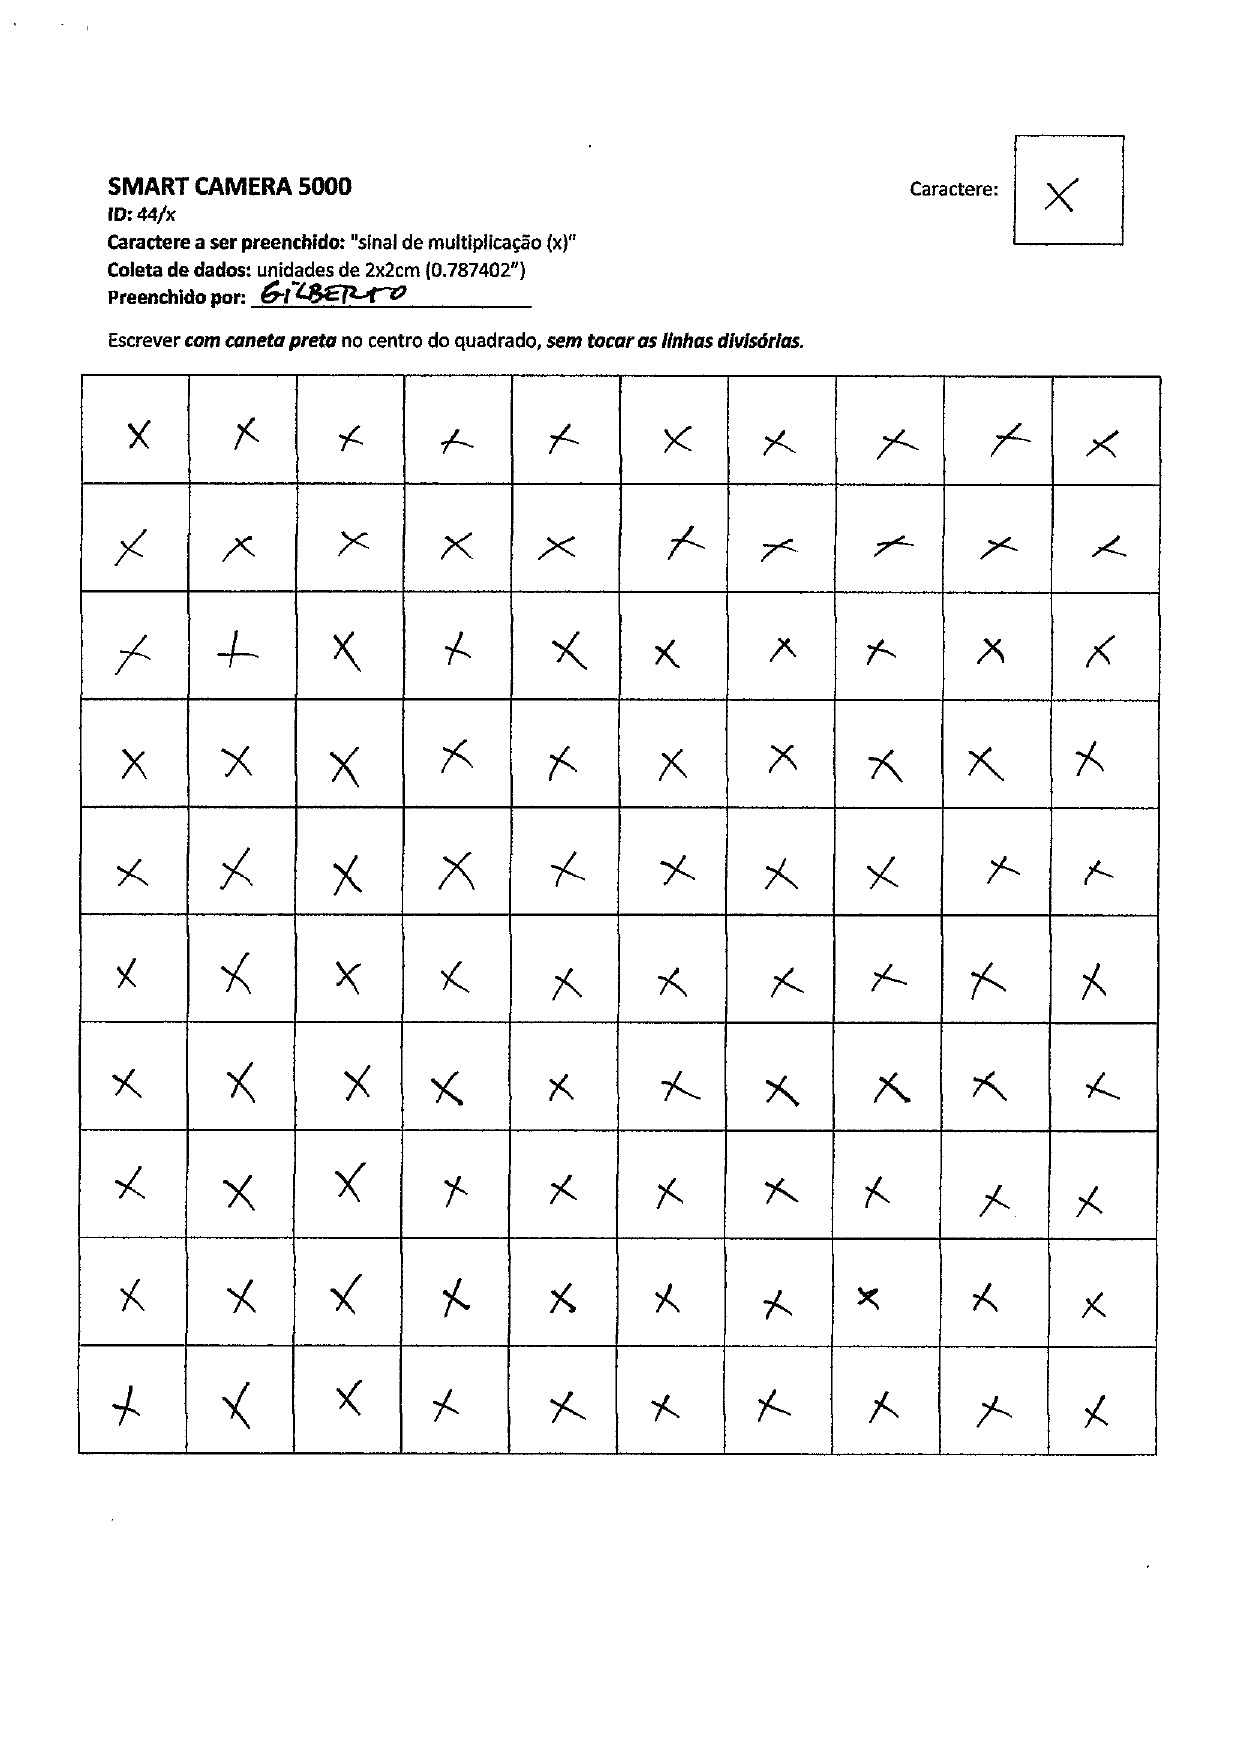 SMART CAMERA 5000
Caractere: x
ID: 44/x
Caractere a ser preenchido: "sinal de multiplicação (x)"
Coleta de dados: unidades de 2x2cm (0.787402")
Preenchido por: GILBERTO
Escrever com caneta preta no centro do quadrado, sem tocar as linhas divisórias.
x x x x x x x x x x
x x x x x x x x x x
x x x x x x x x x x
x x x x x x x x x x
x x x x x x x x x x
x x x x x x x x x x
x x x x x x x x x x
x x x x x x x x x x
x x x x x x x x x x
x x x x x x x x x x